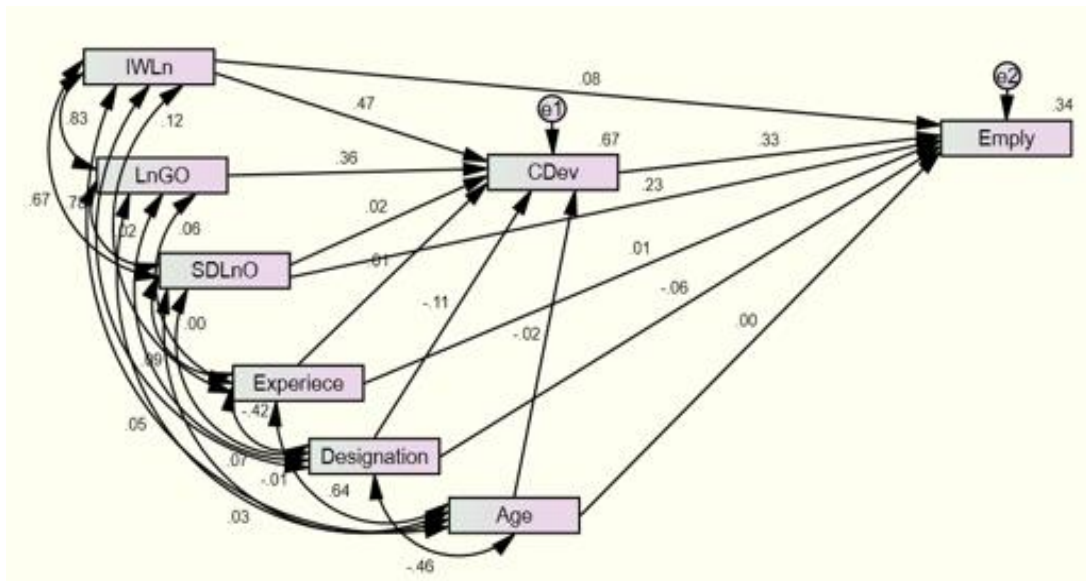 IWLn
.08
e2
.34
.83
.12
.47
e1
.67
.33
Emply
LnGO
.36
CDev
.23
.67
.78
.02
.06
.02
SDLnO
.01
.01
-.06
.00
-.11
-.02
.00
.09
Experiece
-.42
.05
.07
Designation
-.01
.64
.03
Age
-.46